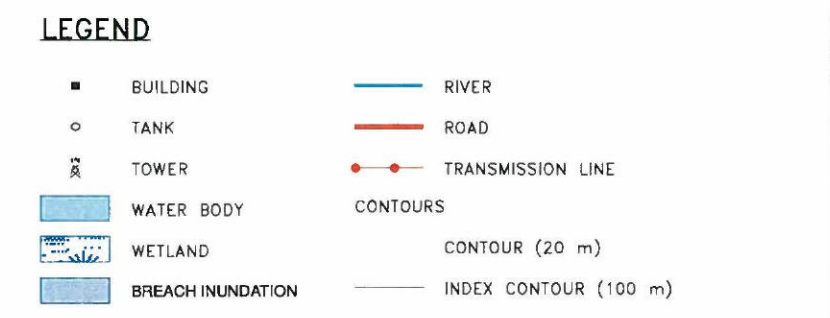 LEGEND
BUILDING
TANK
TOWER
WATER BODY
WETLAND
BREACH INUNDATION
RIVER
ROAD
TRANSMISSION LINE
CONTOURS
CONTOUR (20 m)
INDEX CONTOUR (100 m)